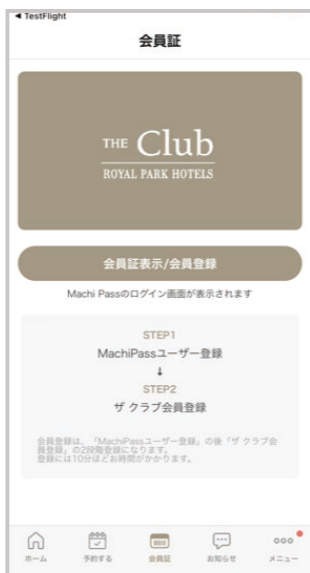 ◀ TestFlight
会員証
THE Club
ROYAL PARK HOTELS
会員証表示/会員登録
Machi Passのログイン画面が表示されます
STEP1
MachiPassユーザー登録
↓
STEP2
ザ クラブ会員登録
会員登録は、「MachiPassユーザー登録」の後「ザ クラブ会
員登録」の2段階登録になります。
登録には10分ほどお時間がかかります。
ホーム 予約する 会員証 お知らせ メニュー